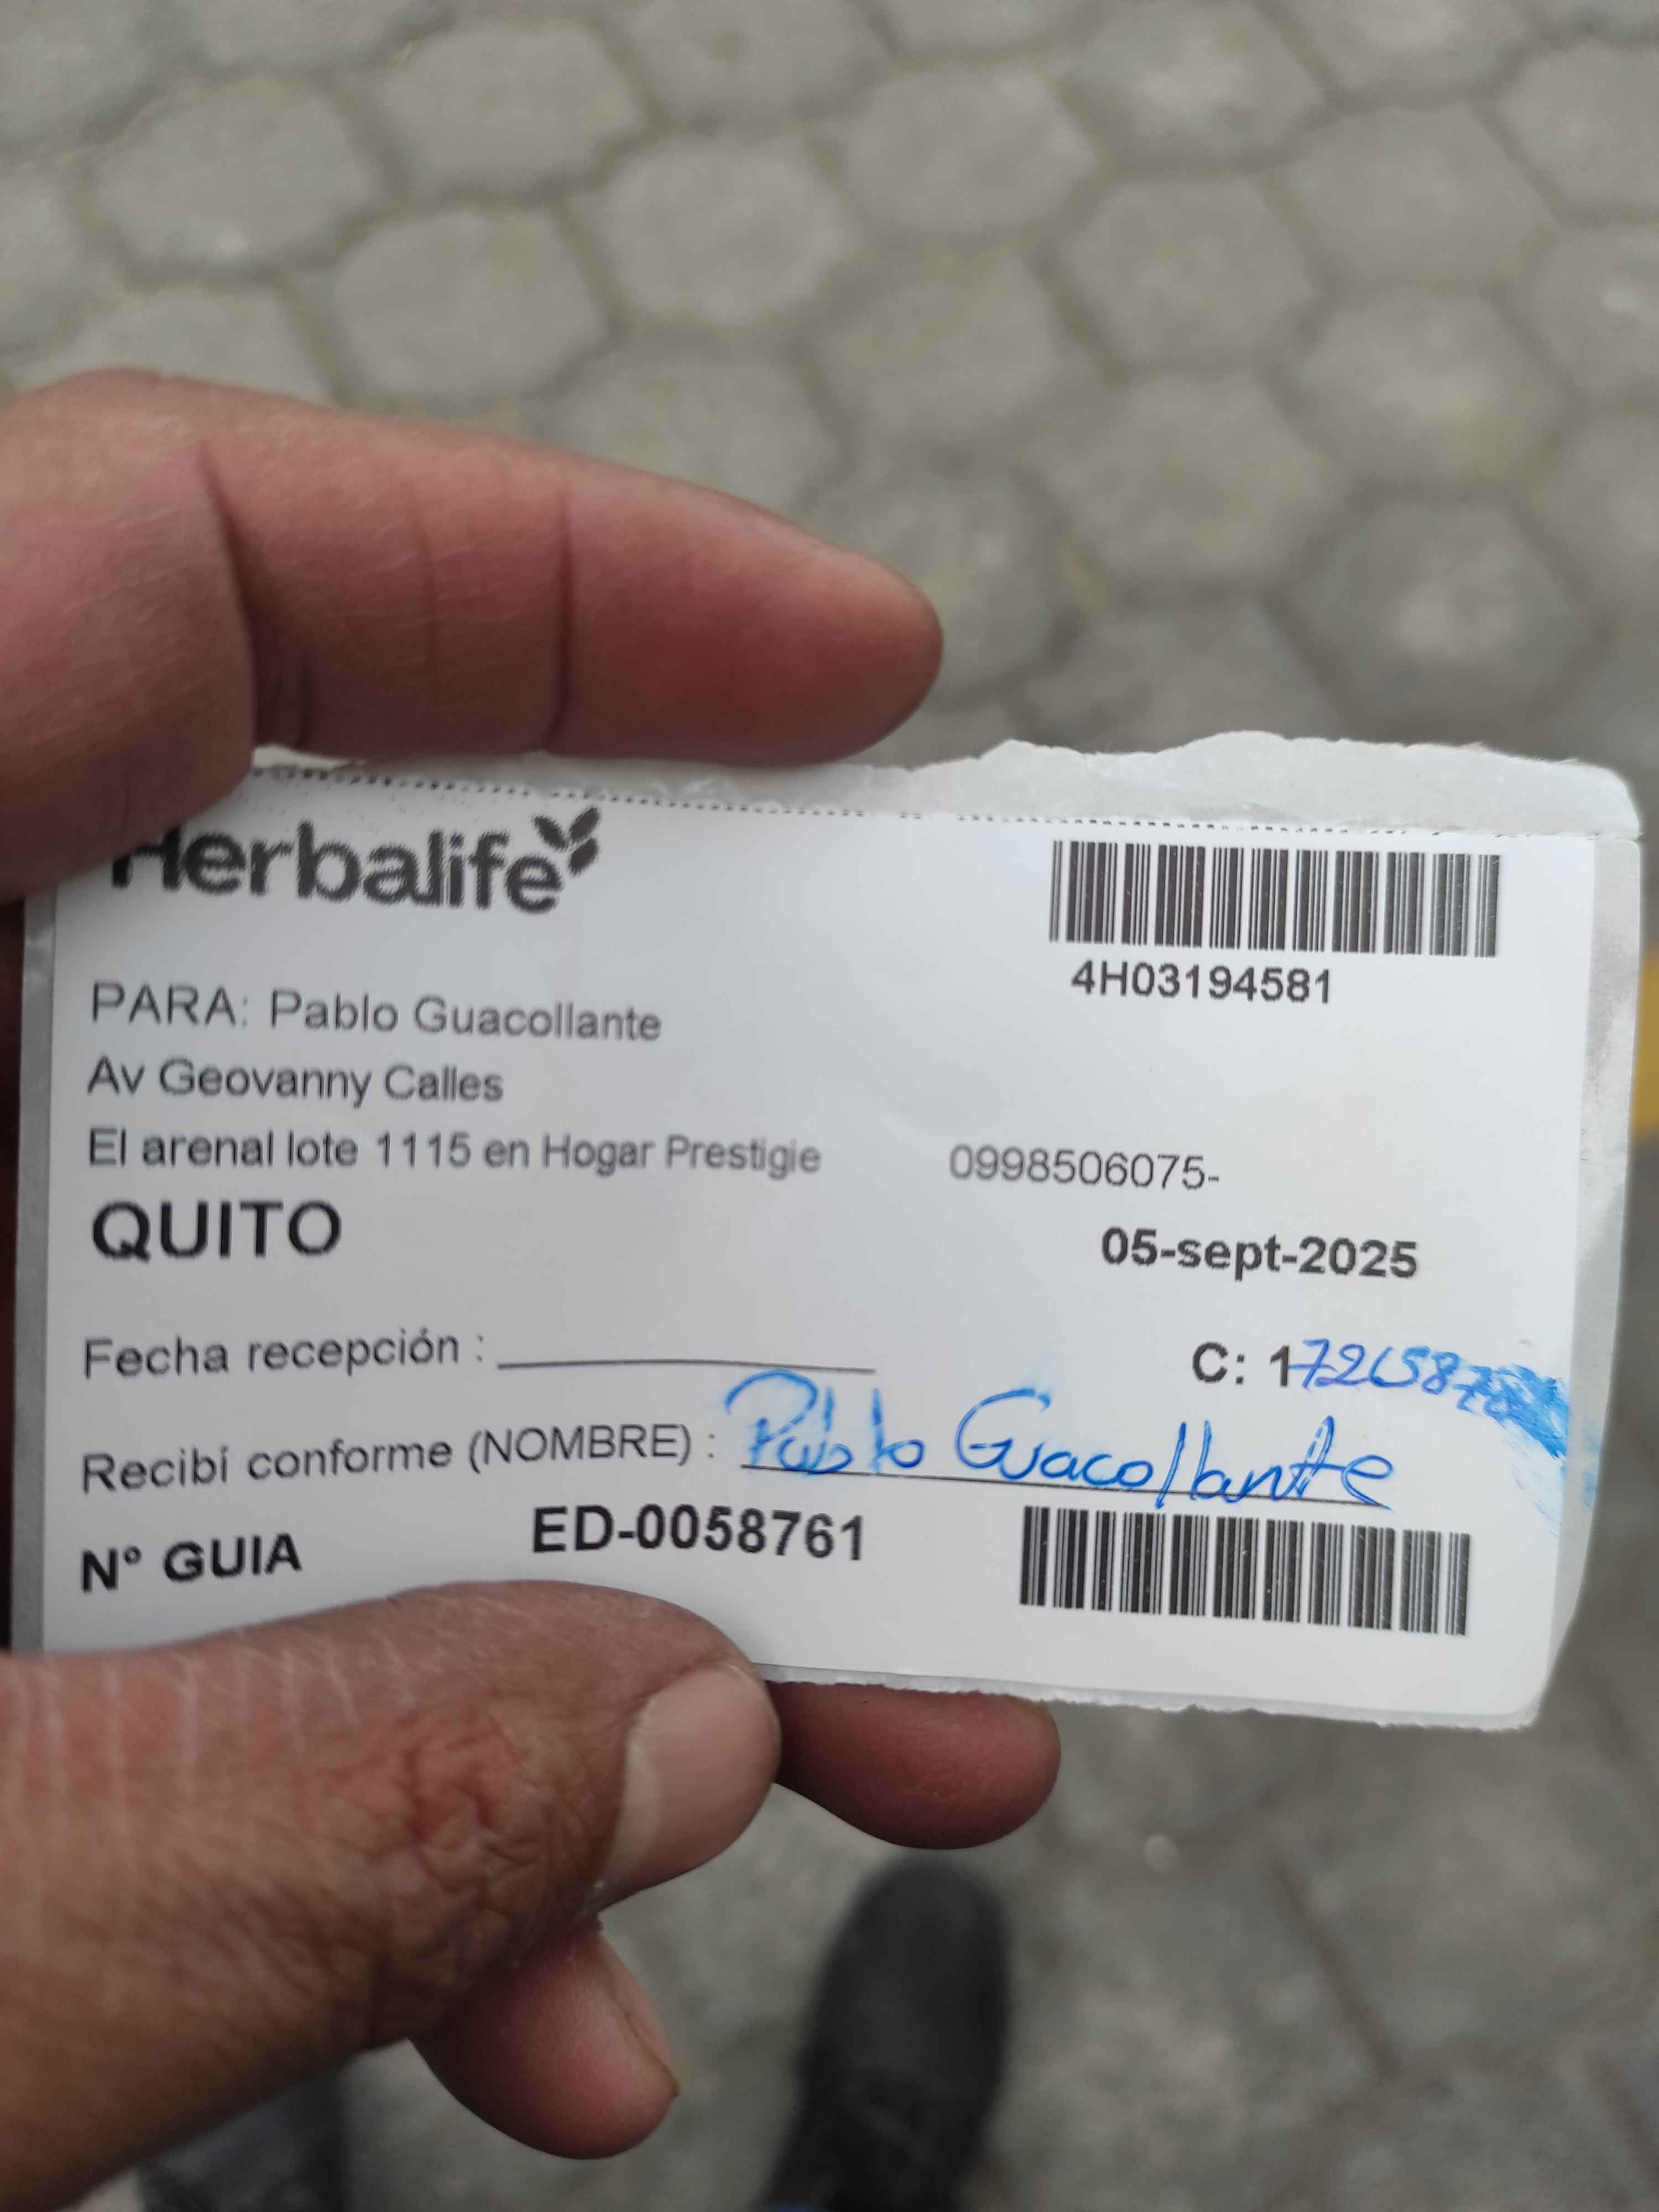 Herbalife
4H03194581
PARA: Pablo Guacollante
Av Geovanny Calles
El arenal lote 1115 en Hogar Prestigie 0998506075-
QUITO
05-sept-2025
Fecha recepción :
C: 1
Recibí conforme (NOMBRE) : Pablo Guacollante
N° GUIA ED-0058761